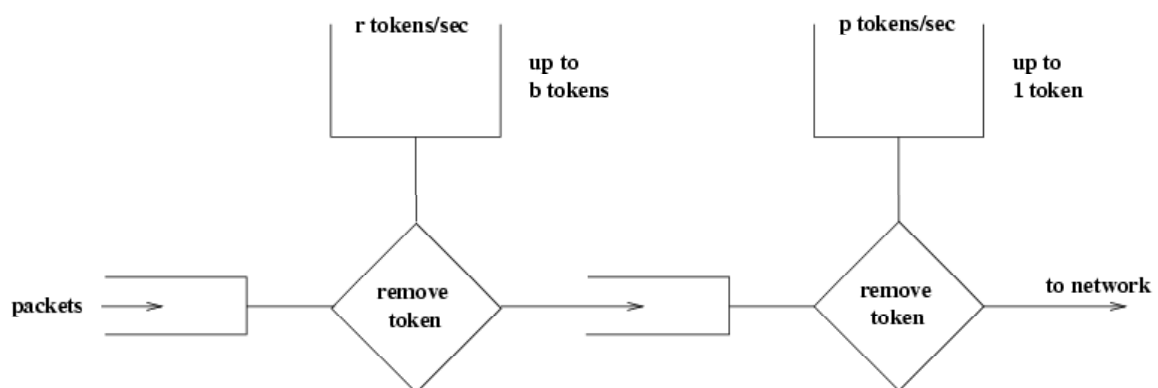 r tokens/sec
up to
b tokens
p tokens/sec
up to
1 token
packets
remove
token
remove
token
to network